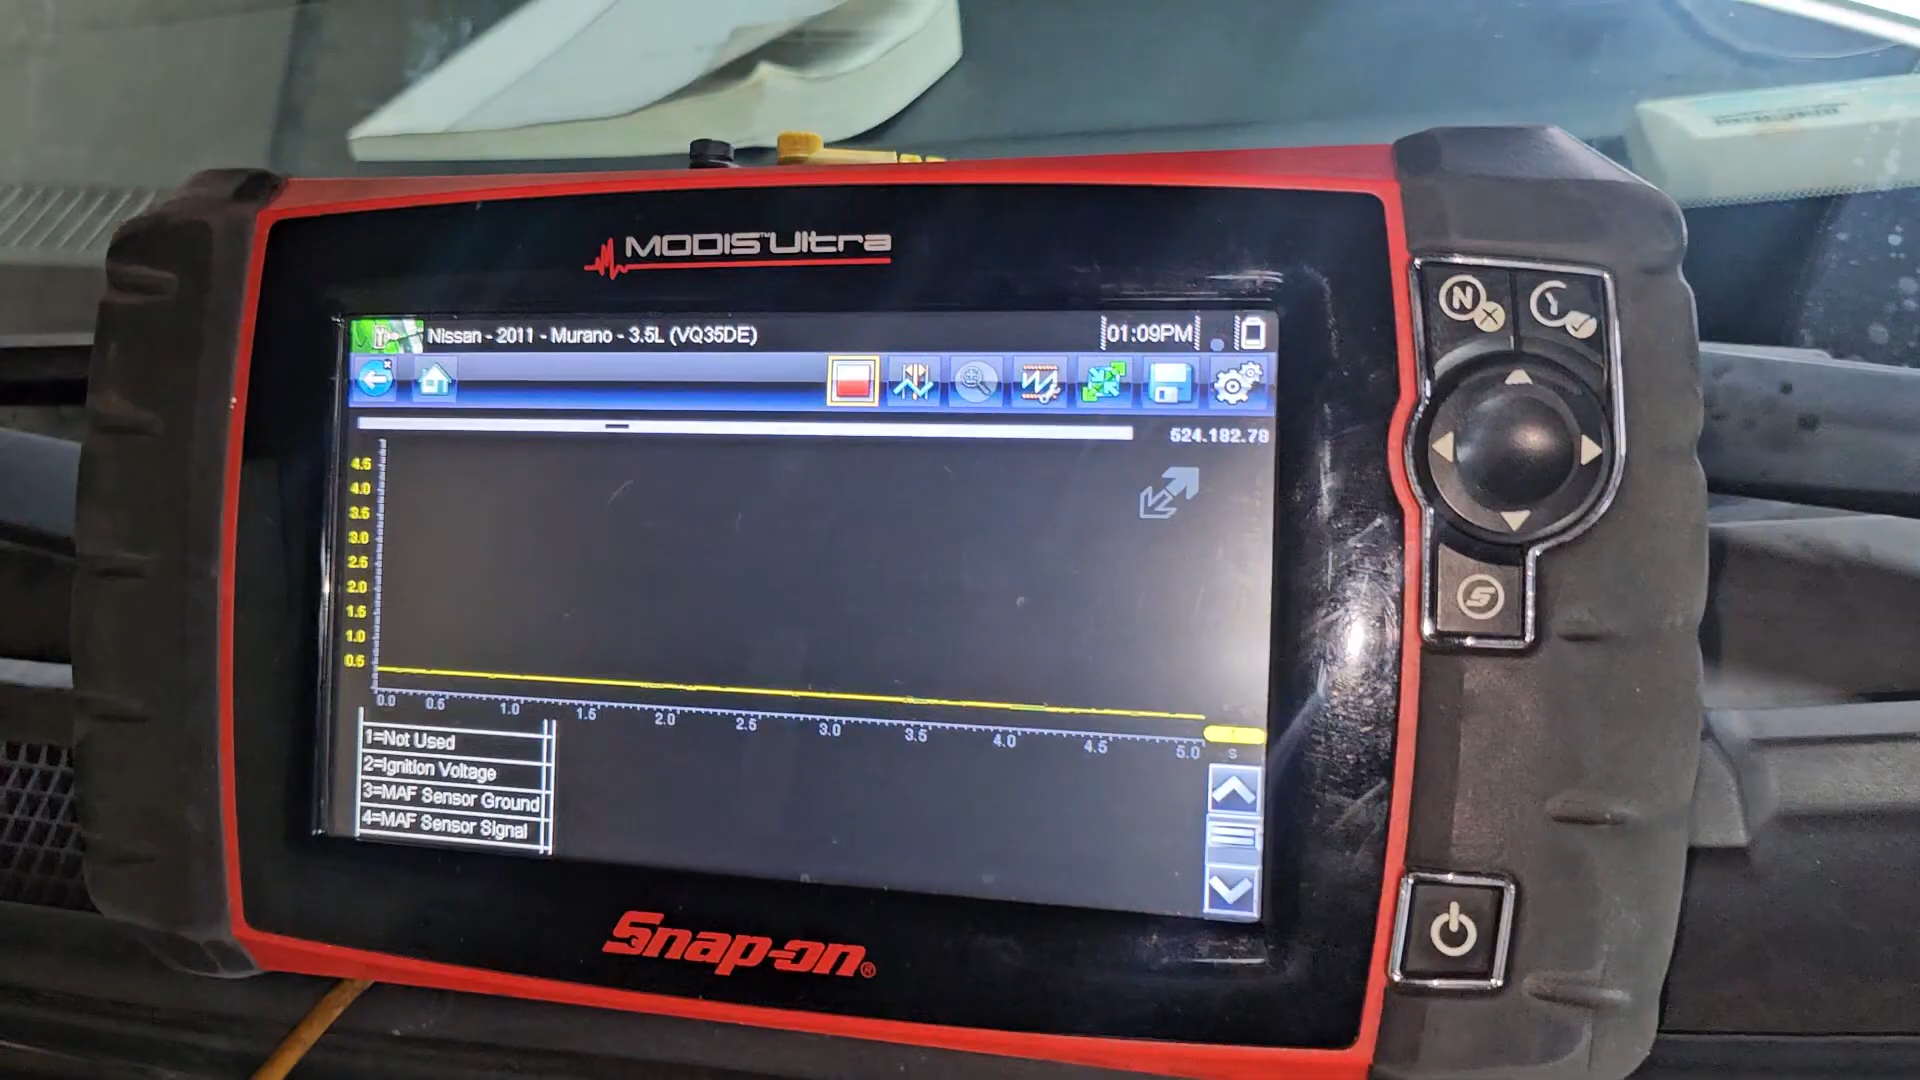 MODIS™ Ultra
Nissan - 2011 - Murano - 3.5L (VQ35DE)
01:09PM
524.182.78
4.5
4.0
3.5
3.0
2.5
2.0
1.5
1.0
0.5
0.0 0.5 1.0 1.5 2.0 2.5 3.0 3.5 4.0 4.5 5.0 s
1=Not Used
2=Ignition Voltage
3=MAF Sensor Ground
4=MAF Sensor Signal
Snap-on®
N
Y
S